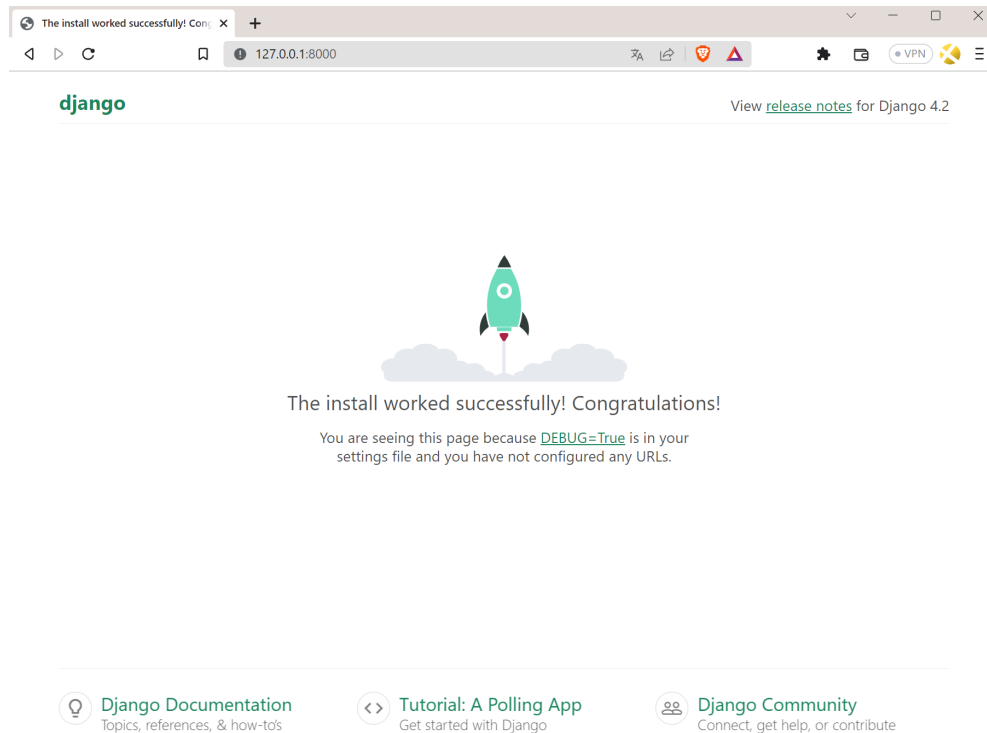 The install worked successfully! Cong
127.0.0.1:8000
VPN
django
View release notes for Django 4.2
The install worked successfully! Congratulations!
You are seeing this page because DEBUG=True is in your
settings file and you have not configured any URLs.
Django Documentation
Topics, references, & how-to's
Tutorial: A Polling App
Get started with Django
Django Community
Connect, get help, or contribute